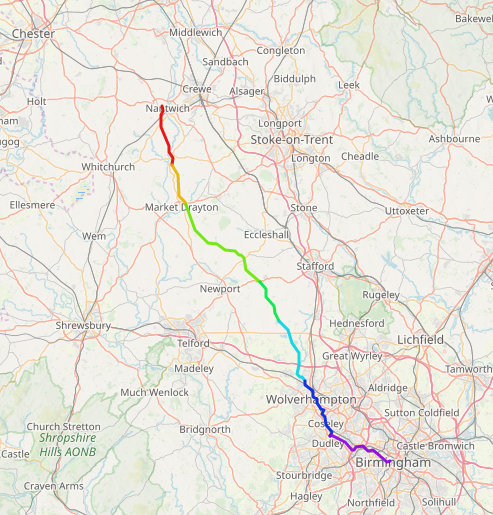 Chester
Middlewich
Bakewell
Congleton
Sandbach
Biddulph
Leek
Crewe
Alsager
Holt
Nantwich
Longport
Stoke-on-Trent
Ashbourne
Longton
Cheadle
Whitchurch
Ellesmere
Market Drayton
Stone
Uttoxeter
Wem
Eccleshall
Stafford
Newport
Rugeley
Shrewsbury
Hednesford
Telford
Lichfield
Great Wyrley
Madeley
Tamworth
Much Wenlock
Aldridge
Wolverhampton
Sutton Coldfield
Church Stretton
Coseley
Bridgnorth
Shropshire
Hills AONB
Dudley
Castle Bromwich
Castle
Birmingham
Stourbridge
Craven Arms
Hagley
Northfield
Solihull